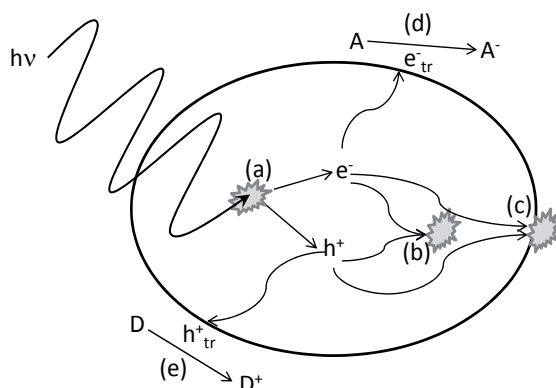 (d)
A A⁻
hν
e⁻tr
(a)
e⁻
(c)
(b)
h⁺
D
h⁺tr
(e)
D⁺